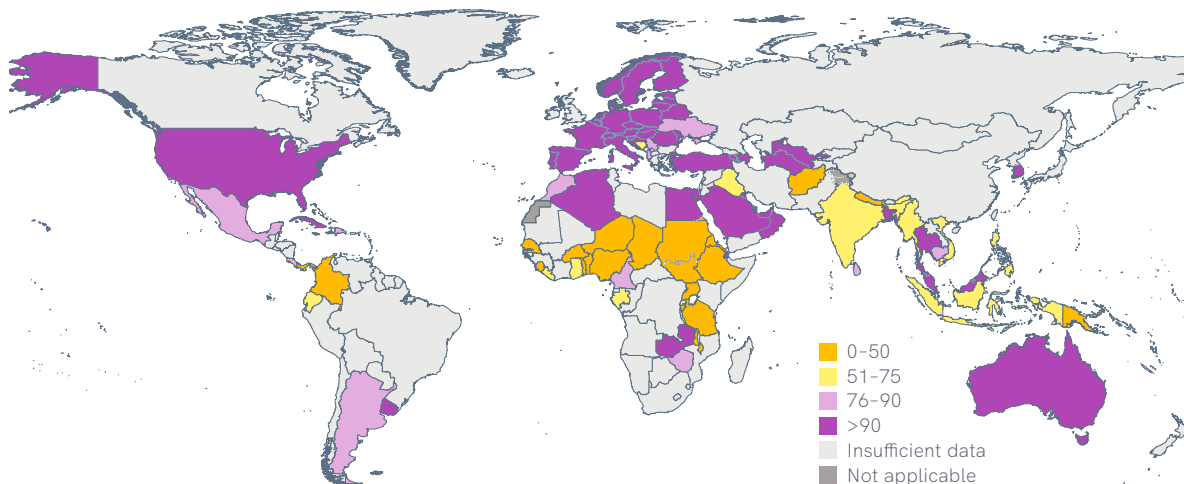 0–50
51–75
76–90
>90
Insufficient data
Not applicable